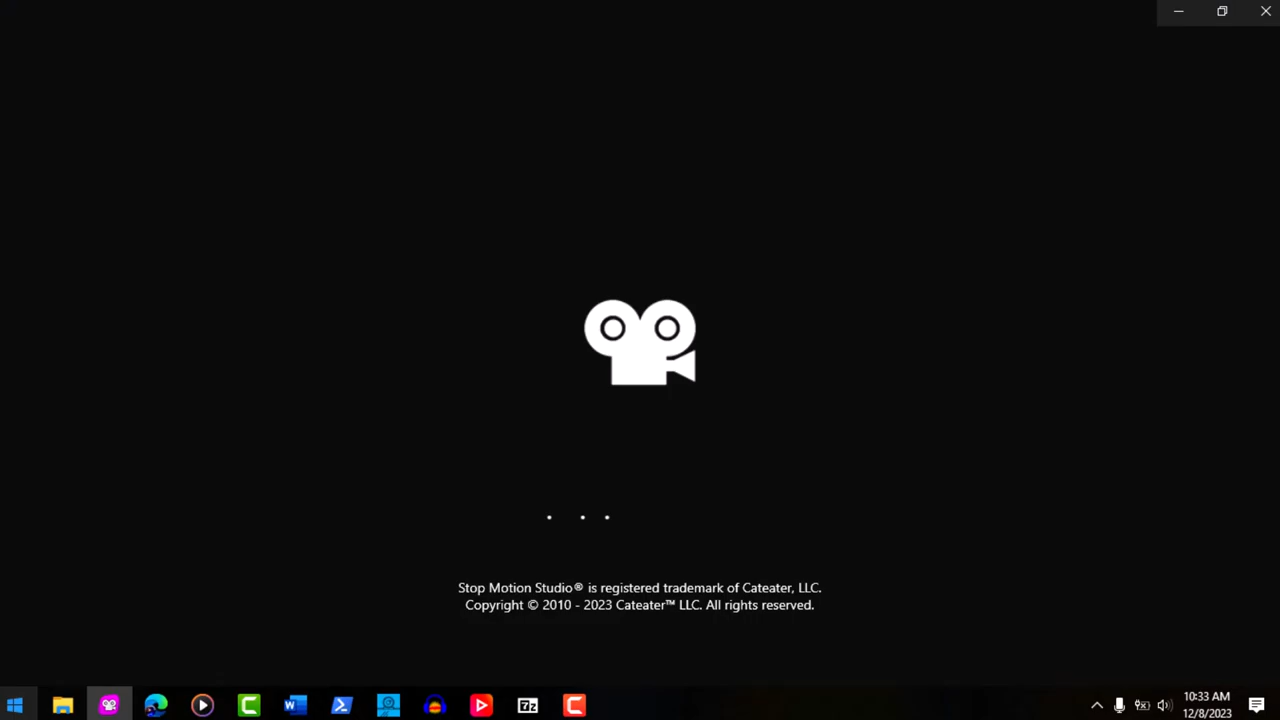 Stop Motion Studio® is registered trademark of Cateater, LLC.
Copyright © 2010 - 2023 Cateater™ LLC. All rights reserved.
7z
10:33 AM
12/8/2023